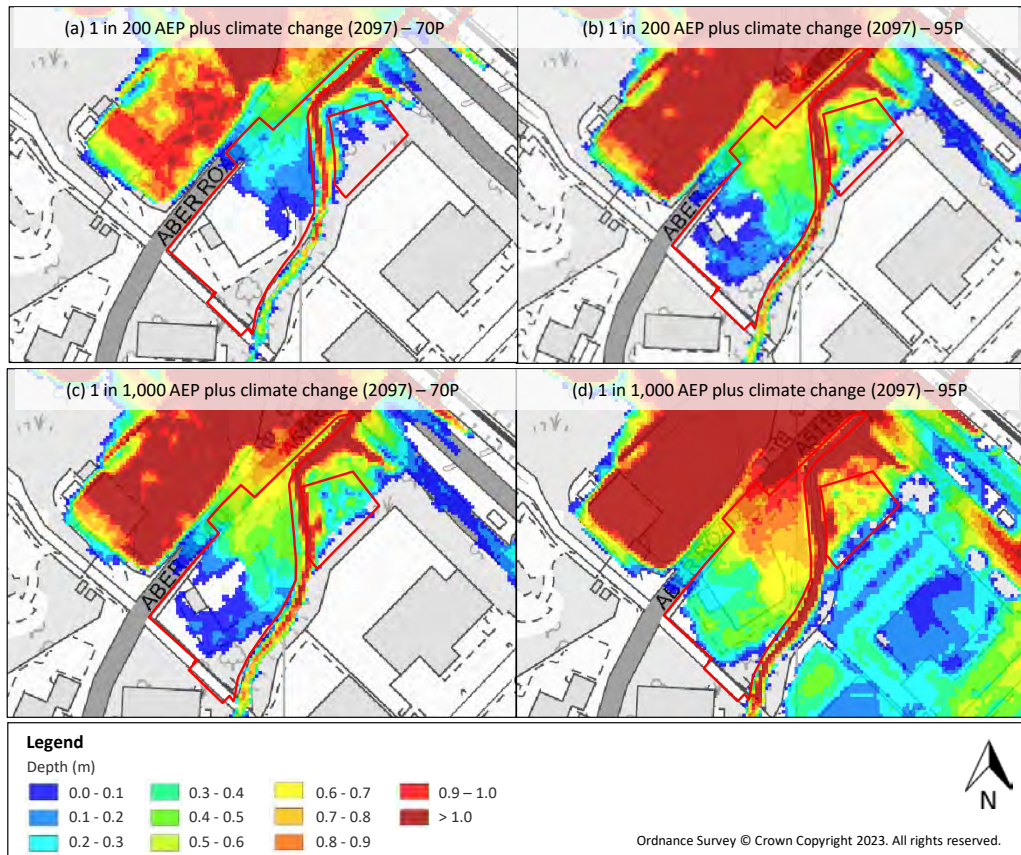 (a) 1 in 200 AEP plus climate change (2097) – 70P
(b) 1 in 200 AEP plus climate change (2097) – 95P
ABER RO
ABE
(c) 1 in 1,000 AEP plus climate change (2097) – 70P
(d) 1 in 1,000 AEP plus climate change (2097) – 95P
ABER
Legend
Depth (m)
0.0 - 0.1
0.1 - 0.2
0.2 - 0.3
0.3 - 0.4
0.4 - 0.5
0.5 - 0.6
0.6 - 0.7
0.7 - 0.8
0.8 - 0.9
0.9 – 1.0
> 1.0
N
Ordnance Survey © Crown Copyright 2023. All rights reserved.